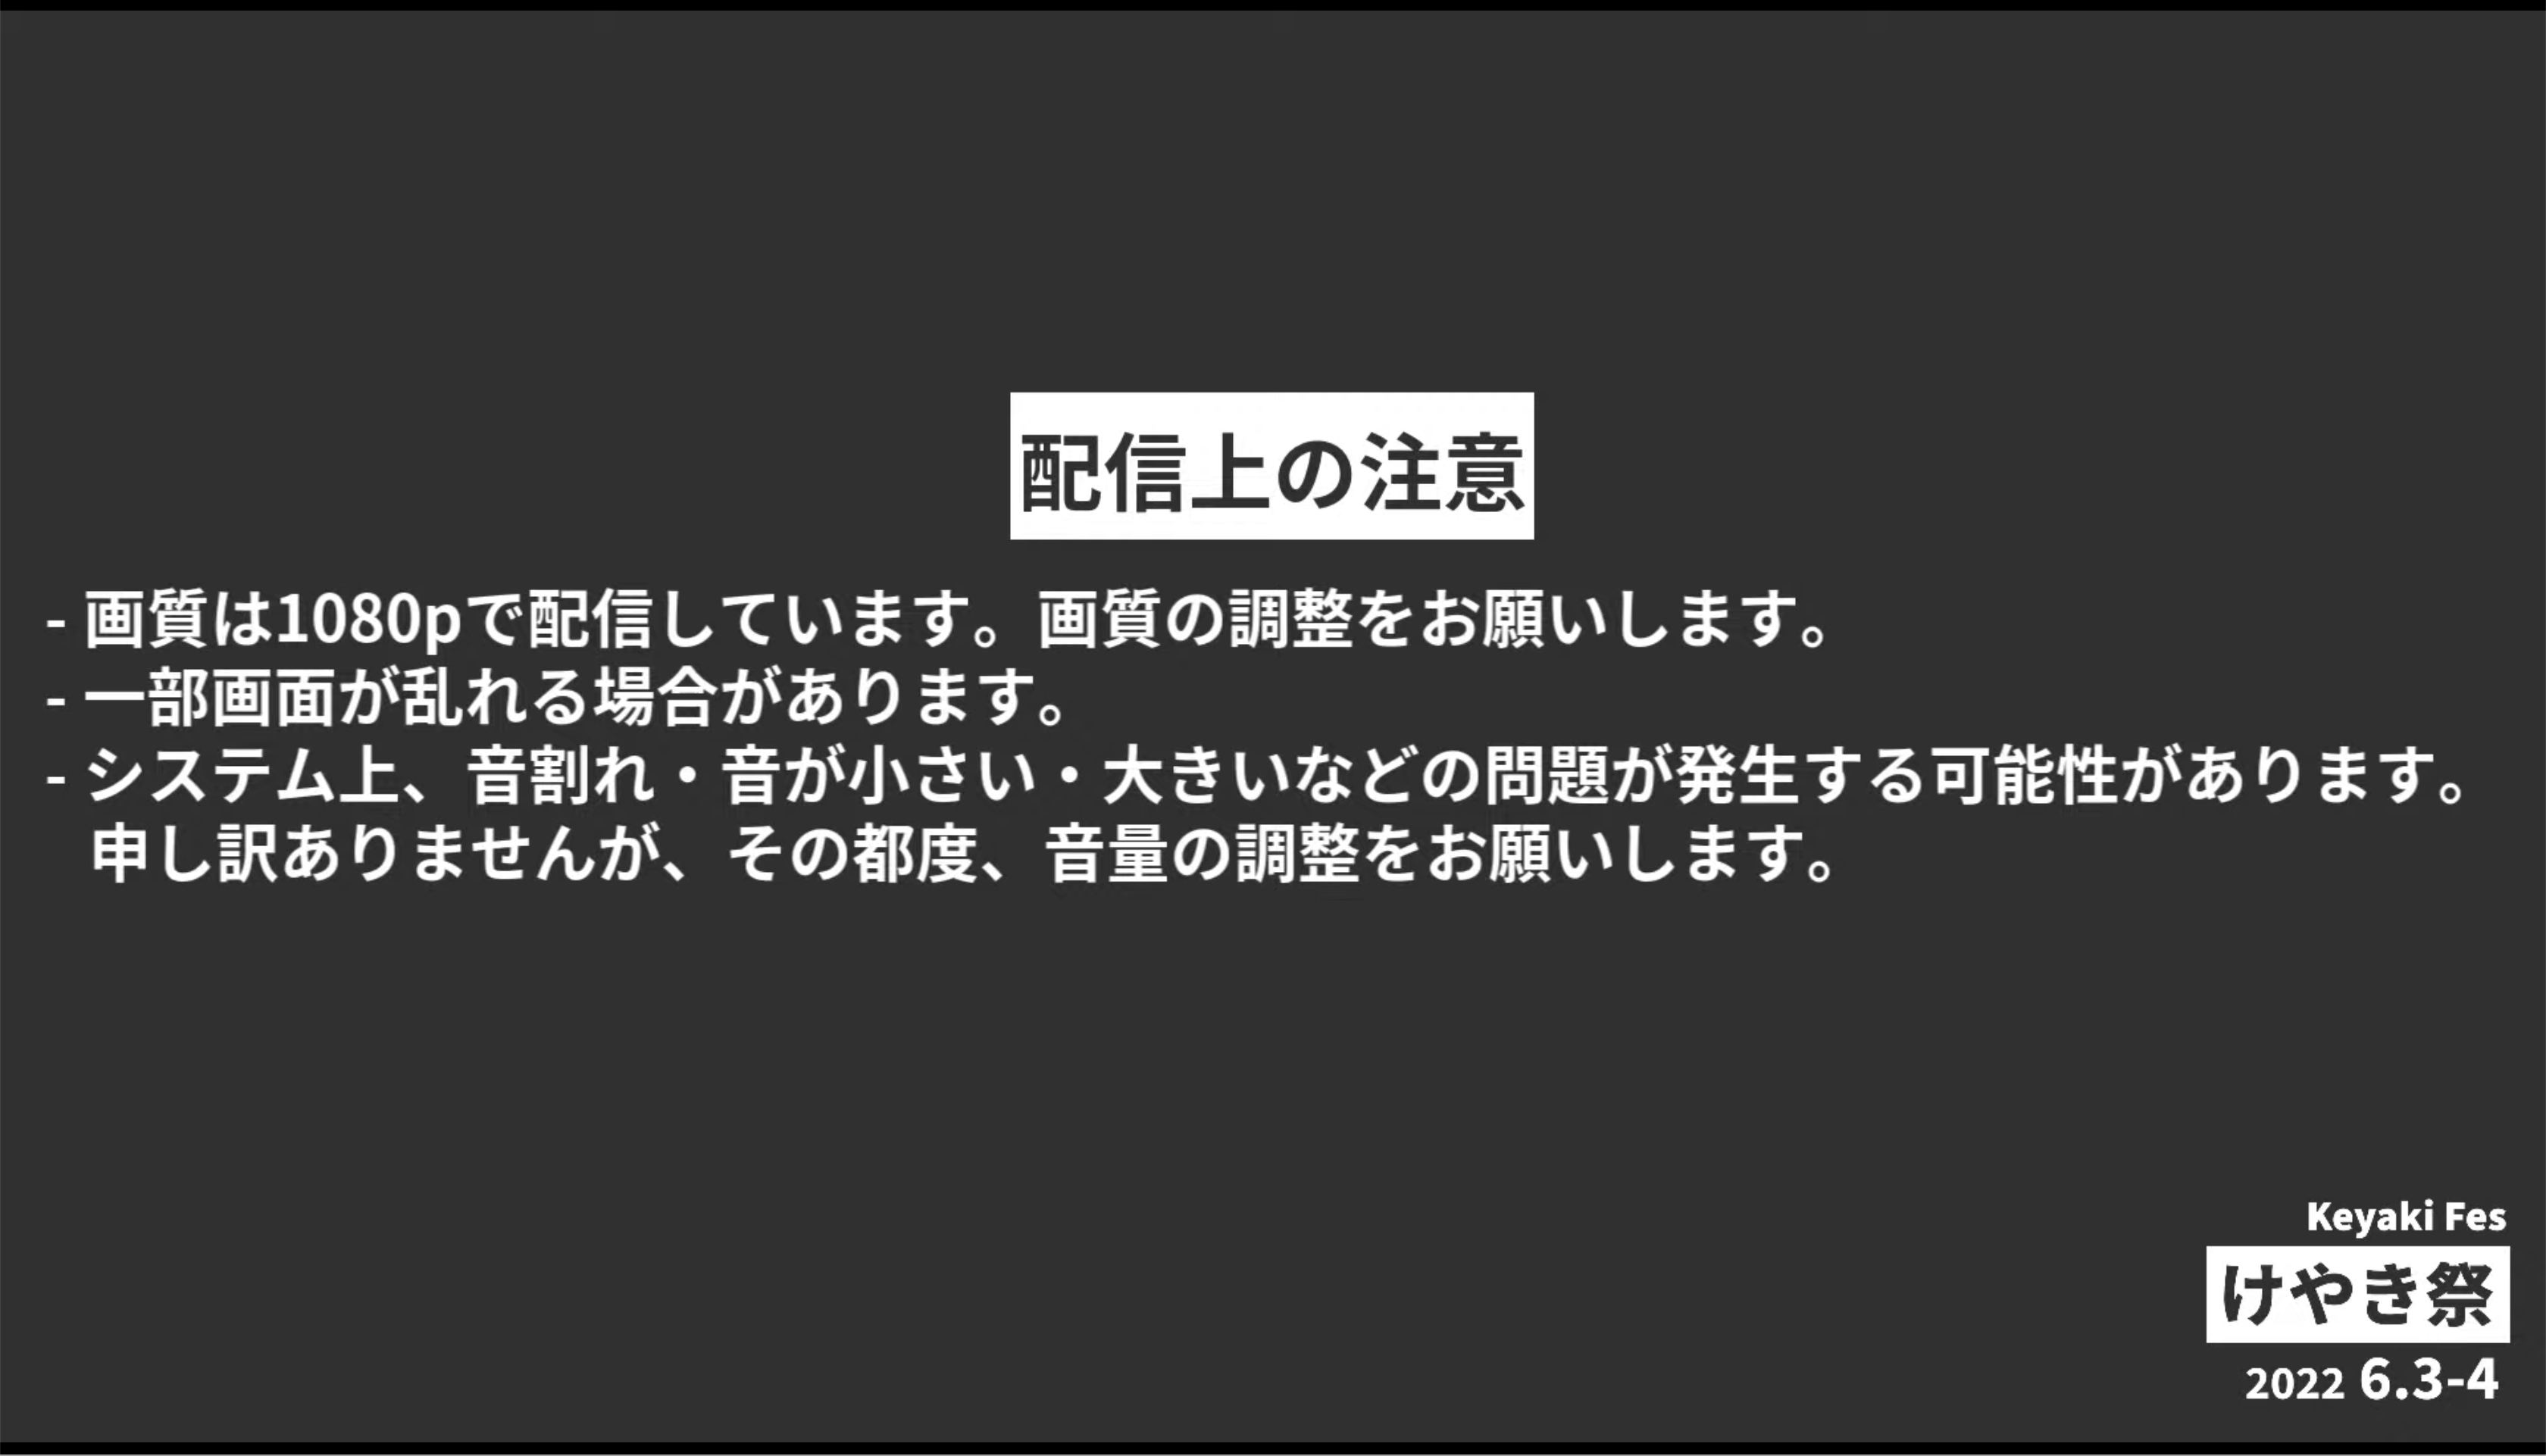 配信上の注意
- 画質は1080pで配信しています。画質の調整をお願いします。
- 一部画面が乱れる場合があります。
- システム上、音割れ・音が小さい・大きいなどの問題が発生する可能性があります。
申し訳ありませんが、その都度、音量の調整をお願いします。
Keyaki Fes
けやき祭
2022 6.3-4